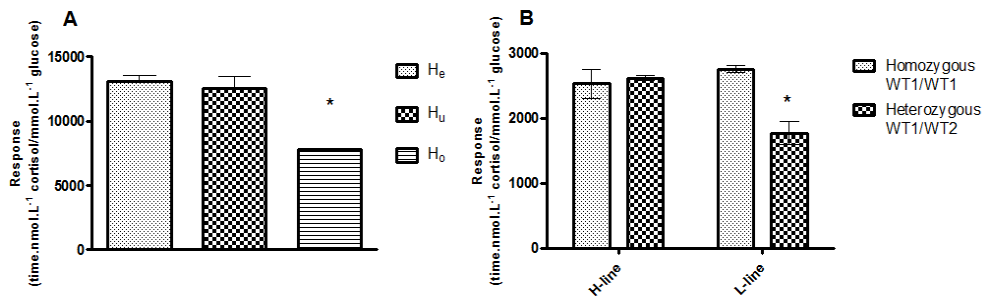 A
Response
(time.nmol.L-1 cortisol/mmol.L-1 glucose)
15000
10000
5000
0
*
He
Hu
Ho
B
Response
(time.nmol.L-1 cortisol/mmol.L-1 glucose)
3000
2000
1000
0
*
H-line
L-line
Homozygous
WT1/WT1
Heterozygous
WT1/WT2